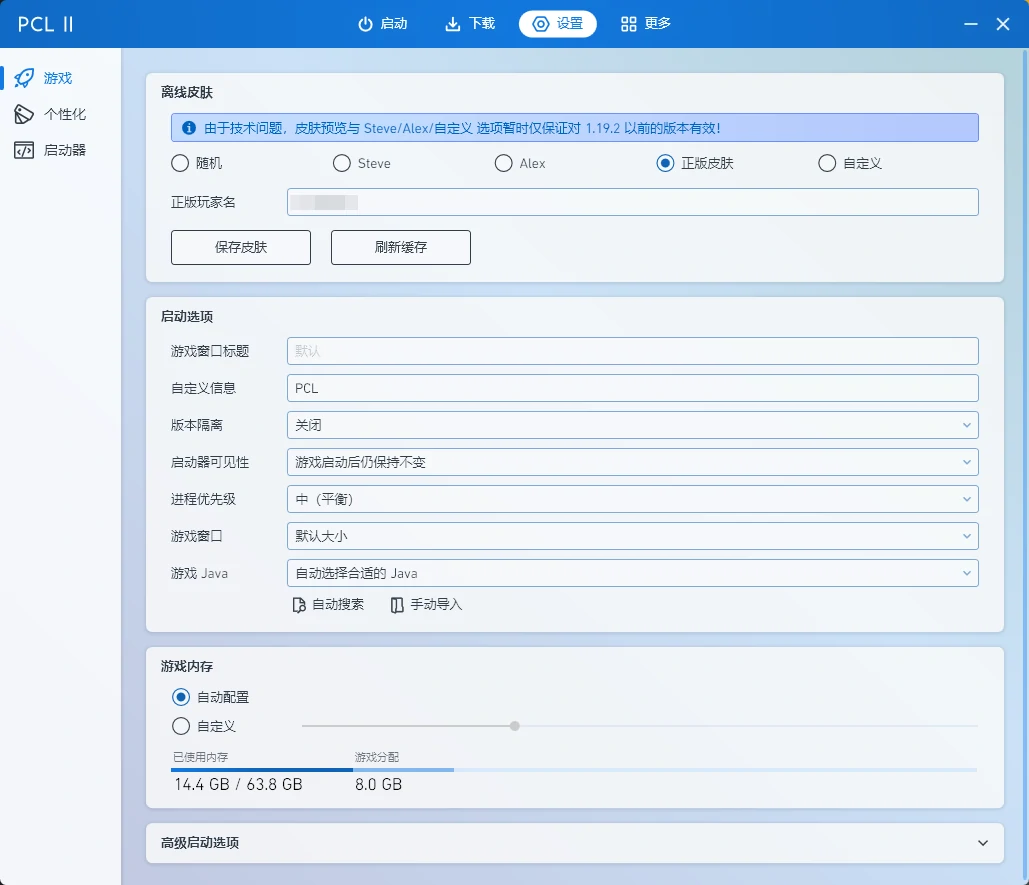 PCL II
启动
下载
设置
更多
游戏
个性化
启动器
离线皮肤
由于技术问题，皮肤预览与 Steve/Alex/自定义 选项暂时仅保证对 1.19.2 以前的版本有效！
随机
Steve
Alex
正版皮肤
自定义
正版玩家名
保存皮肤
刷新缓存
启动选项
游戏窗口标题
默认
自定义信息
PCL
版本隔离
关闭
启动器可见性
游戏启动后仍保持不变
进程优先级
中（平衡）
游戏窗口
默认大小
游戏 Java
自动选择合适的 Java
自动搜索
手动导入
游戏内存
自动配置
自定义
已使用内存
游戏分配
14.4 GB / 63.8 GB
8.0 GB
高级启动选项